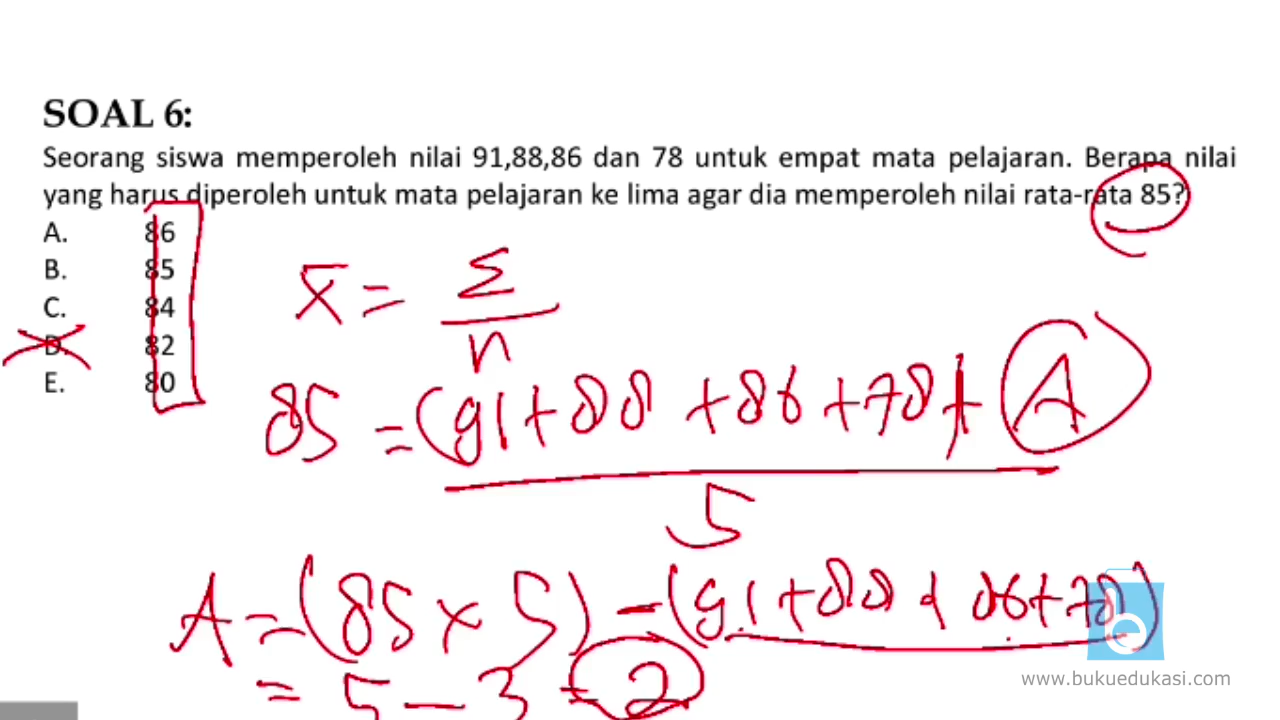 SOAL 6:
Seorang siswa memperoleh nilai 91,88,86 dan 78 untuk empat mata pelajaran. Berapa nilai
yang harus diperoleh untuk mata pelajaran ke lima agar dia memperoleh nilai rata-rata 85?
A. 86
B. 85
C. 84
D. 82
E. 80
x̄ = Σ / n
85 = (91+88+86+78)+A
5
A = (85 x 5) - (91+88+86+78)
= 5 - 3 = 2
www.bukuedukasi.com